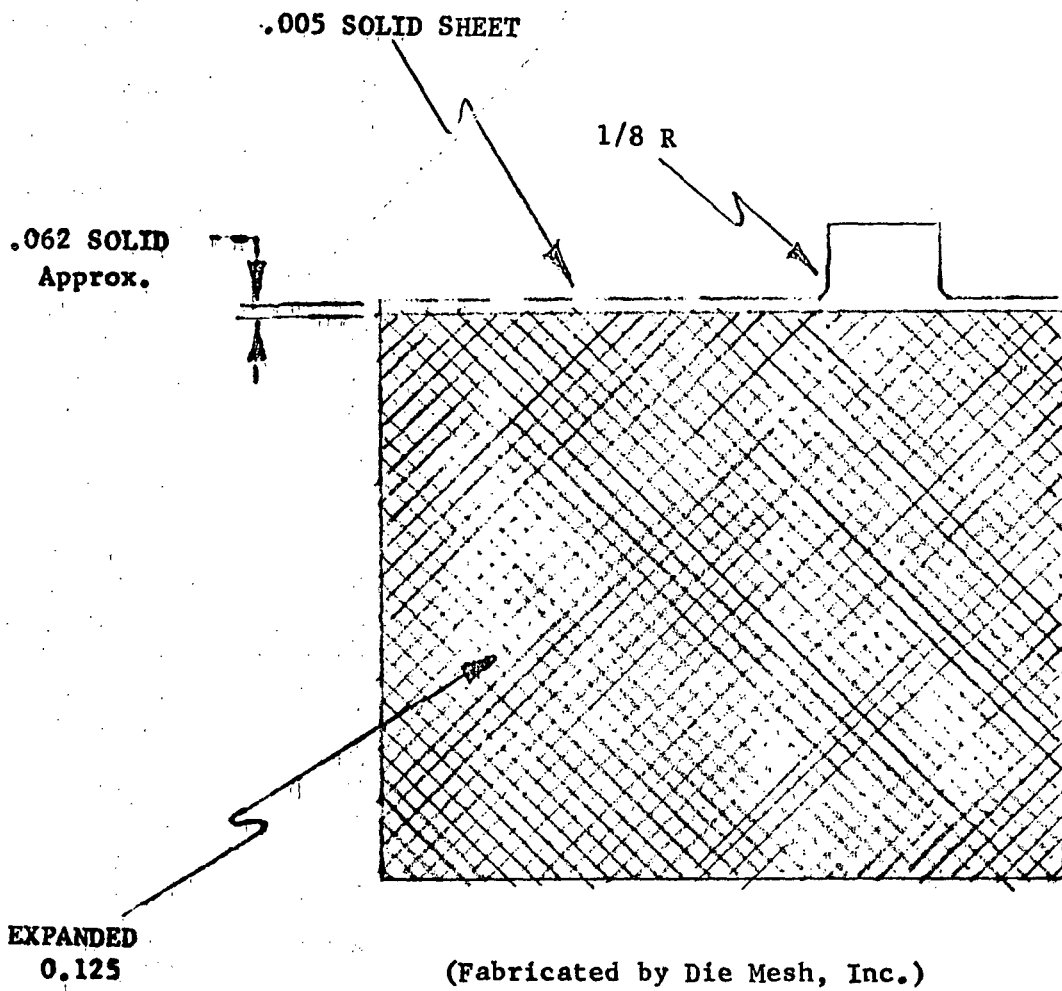 .005 SOLID SHEET
1/8 R
.062 SOLID
Approx.
EXPANDED
0.125
(Fabricated by Die Mesh, Inc.)